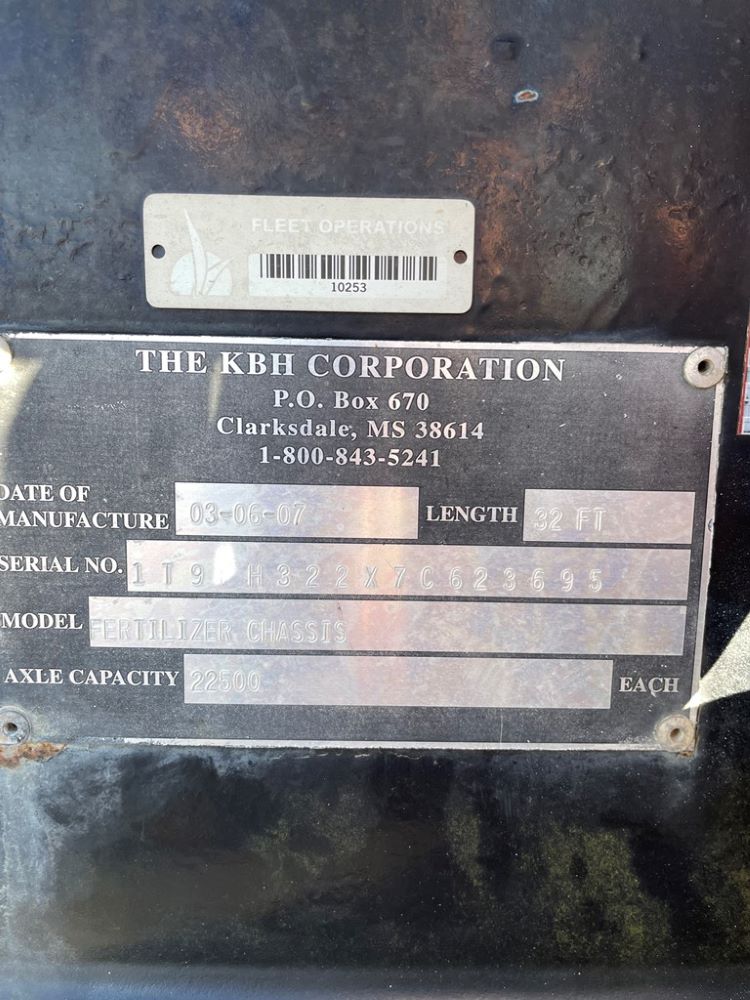 FLEET OPERATIONS
10253
THE KBH CORPORATION
P.O. Box 670
Clarksdale, MS 38614
1-800-843-5241
DATE OF
MANUFACTURE 03-06-07 LENGTH 32 FT
SERIAL NO.
MODEL FERTILIZER CHASSIS
AXLE CAPACITY 22500 EACH